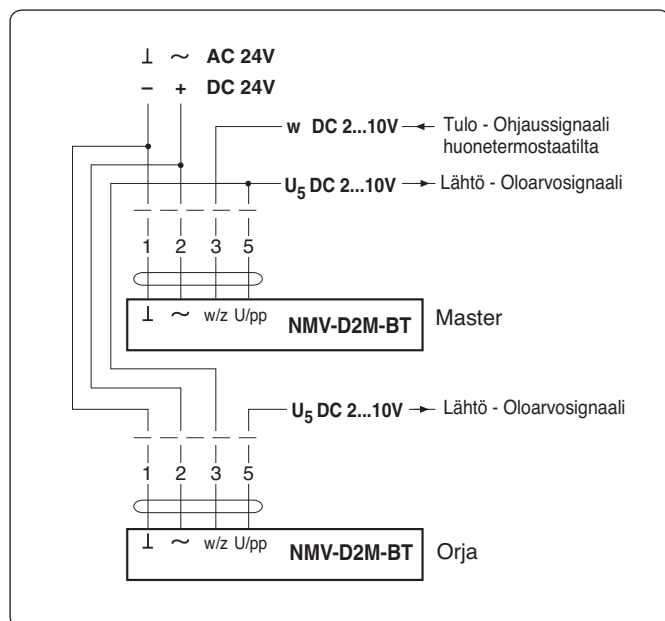 ⊥ ~ AC 24V
– + DC 24V
w DC 2...10V Tulo - Ohjaussignaali
huonetermostaatilta
U5 DC 2...10V Lähtö - Oloarvosignaali
1 2 3 5
⊥ ~ w/z U/pp NMV-D2M-BT Master
U5 DC 2...10V Lähtö - Oloarvosignaali
1 2 3 5
⊥ ~ w/z U/pp NMV-D2M-BT Orja